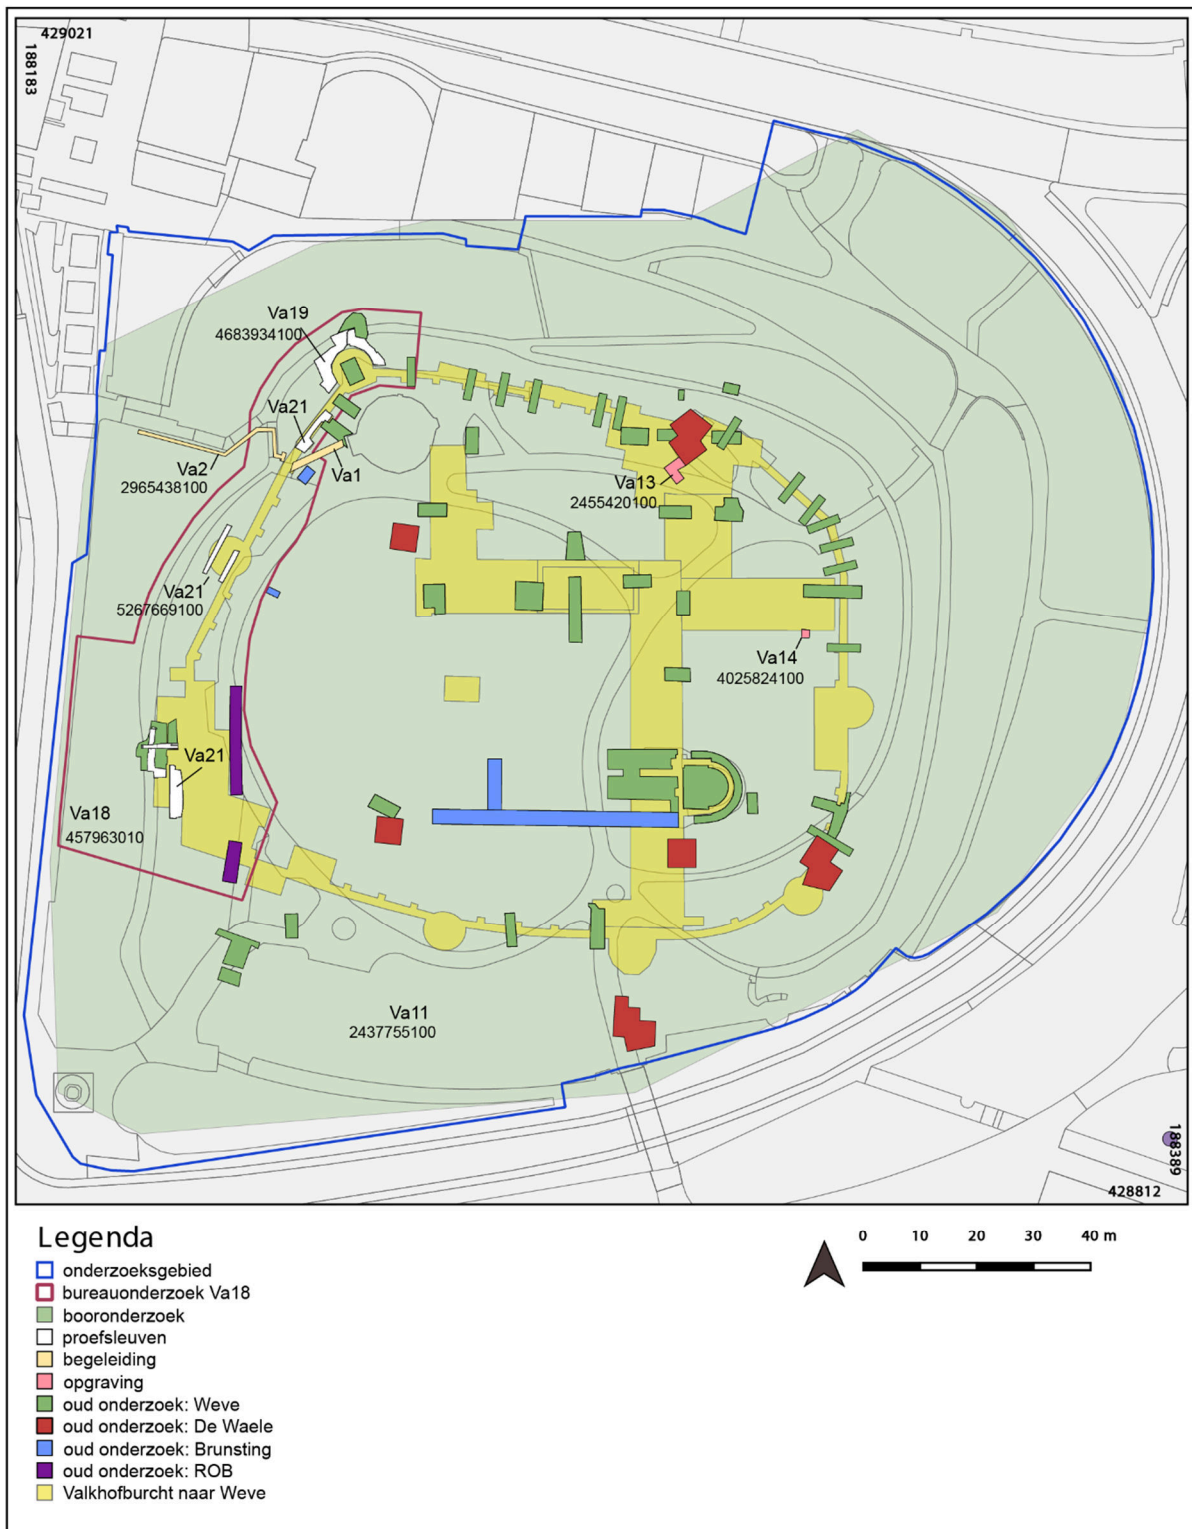 429021
188183
Va19
4683934100
Va21
Va2
2965438100
Va1
Va13
2455420100
Va21
5267669100
Va14
4025824100
Va21
Va18
457963010
Va11
2437755100
188389
428812
Legenda
onderzoeksgebied
bureauonderzoek Va18
booronderzoek
proefsleuven
begeleiding
opgraving
oud onderzoek: Weve
oud onderzoek: De Waele
oud onderzoek: Brunsting
oud onderzoek: ROB
Valkhofburcht naar Weve
0 10 20 30 40 m